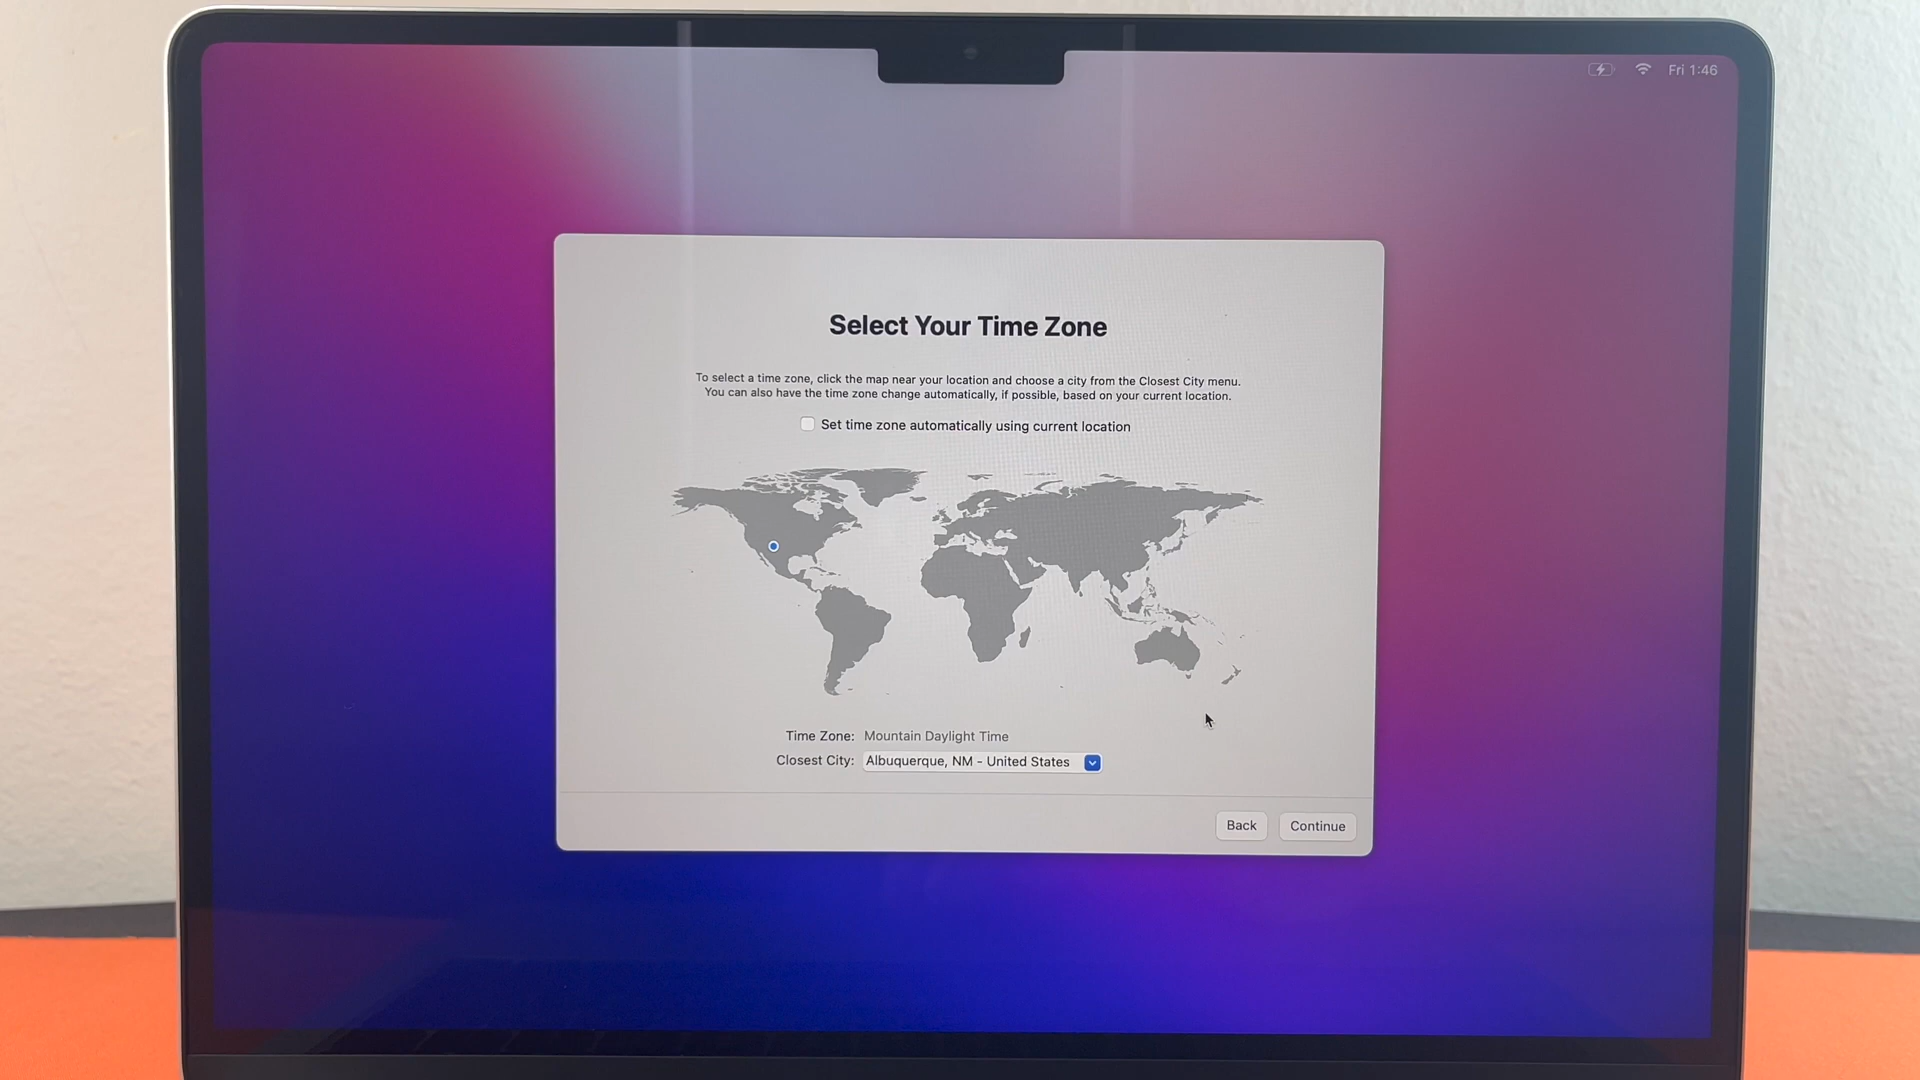 Fri 1:46
Select Your Time Zone
To select a time zone, click the map near your location and choose a city from the Closest City menu.
You can also have the time zone change automatically, if possible, based on your current location.
Set time zone automatically using current location
Time Zone: Mountain Daylight Time
Closest City: Albuquerque, NM - United States
Back Continue